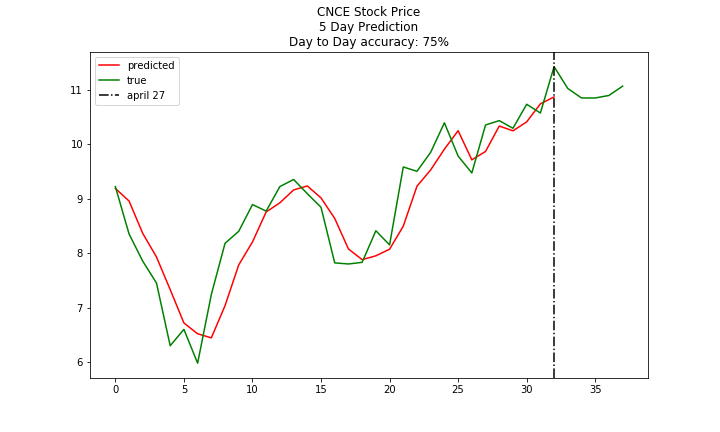 CNCE Stock Price
5 Day Prediction
Day to Day accuracy: 75%
predicted
true
april 27
11
10
9
8
7
6
0 5 10 15 20 25 30 35